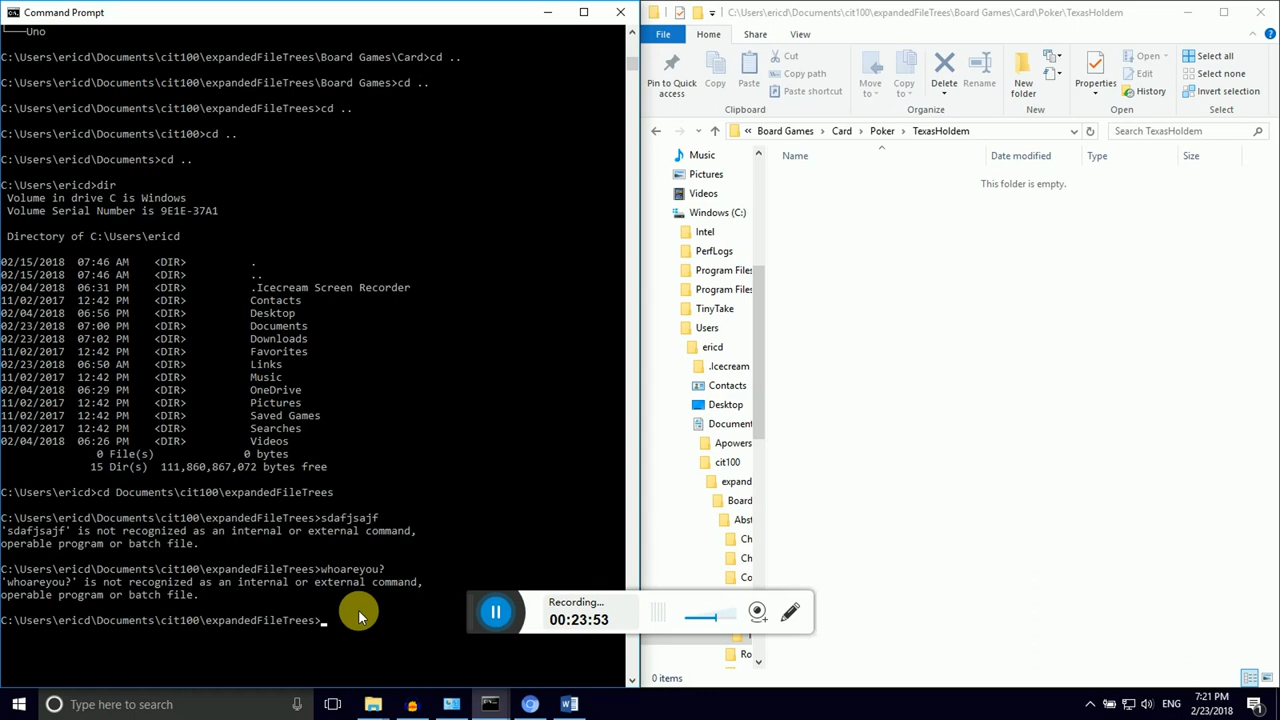 Command Prompt
└───Uno
C:\Users\ericd\Documents\cit100\expandedFileTrees\Board Games\Card>cd ..
C:\Users\ericd\Documents\cit100\expandedFileTrees\Board Games>cd ..
C:\Users\ericd\Documents\cit100\expandedFileTrees>cd ..
C:\Users\ericd\Documents\cit100>cd ..
C:\Users\ericd\Documents>cd ..
C:\Users\ericd>dir
Volume in drive C is Windows
Volume Serial Number is 9E1E-37A1
Directory of C:\Users\ericd
02/15/2018 07:46 AM <DIR> .
02/15/2018 07:46 AM <DIR> ..
02/04/2018 06:31 PM <DIR> .Icecream Screen Recorder
11/02/2017 12:42 PM <DIR> Contacts
02/04/2018 06:56 PM <DIR> Desktop
02/23/2018 07:00 PM <DIR> Documents
02/23/2018 07:02 PM <DIR> Downloads
11/02/2017 12:42 PM <DIR> Favorites
02/23/2018 06:50 AM <DIR> Links
11/02/2017 12:42 PM <DIR> Music
02/04/2018 06:29 PM <DIR> OneDrive
11/02/2017 12:42 PM <DIR> Pictures
11/02/2017 12:42 PM <DIR> Saved Games
11/02/2017 12:42 PM <DIR> Searches
02/04/2018 06:26 PM <DIR> Videos
0 File(s) 0 bytes
15 Dir(s) 111,860,867,072 bytes free
C:\Users\ericd>cd Documents\cit100\expandedFileTrees
C:\Users\ericd\Documents\cit100\expandedFileTrees>sdafjsajf
'sdafjsajf' is not recognized as an internal or external command,
operable program or batch file.
C:\Users\ericd\Documents\cit100\expandedFileTrees>whoareyou?
'whoareyou?' is not recognized as an internal or external command,
operable program or batch file.
C:\Users\ericd\Documents\cit100\expandedFileTrees>_
C:\Users\ericd\Documents\cit100\expandedFileTrees\Board Games\Card\Poker\TexasHoldem
File Home Share View
Pin to Quick access
Copy
Paste
Cut
Copy path
Paste shortcut
Move to
Copy to
Delete
Rename
New folder
Properties
Open
Edit
History
Select all
Select none
Invert selection
Clipboard Organize New Open Select
« Board Games > Card > Poker > TexasHoldem
Search TexasHoldem
Name Date modified Type Size
This folder is empty.
Music
Pictures
Videos
Windows (C:)
Intel
PerfLogs
Program Files
Program Files
TinyTake
Users
ericd
.Icecream
Contacts
Desktop
Document
Apowers
cit100
expand
Board
Abst
Ch
Ch
Co
Ro
0 items
Recording...
00:23:53
Type here to search
ENG
7:21 PM
2/23/2018
1